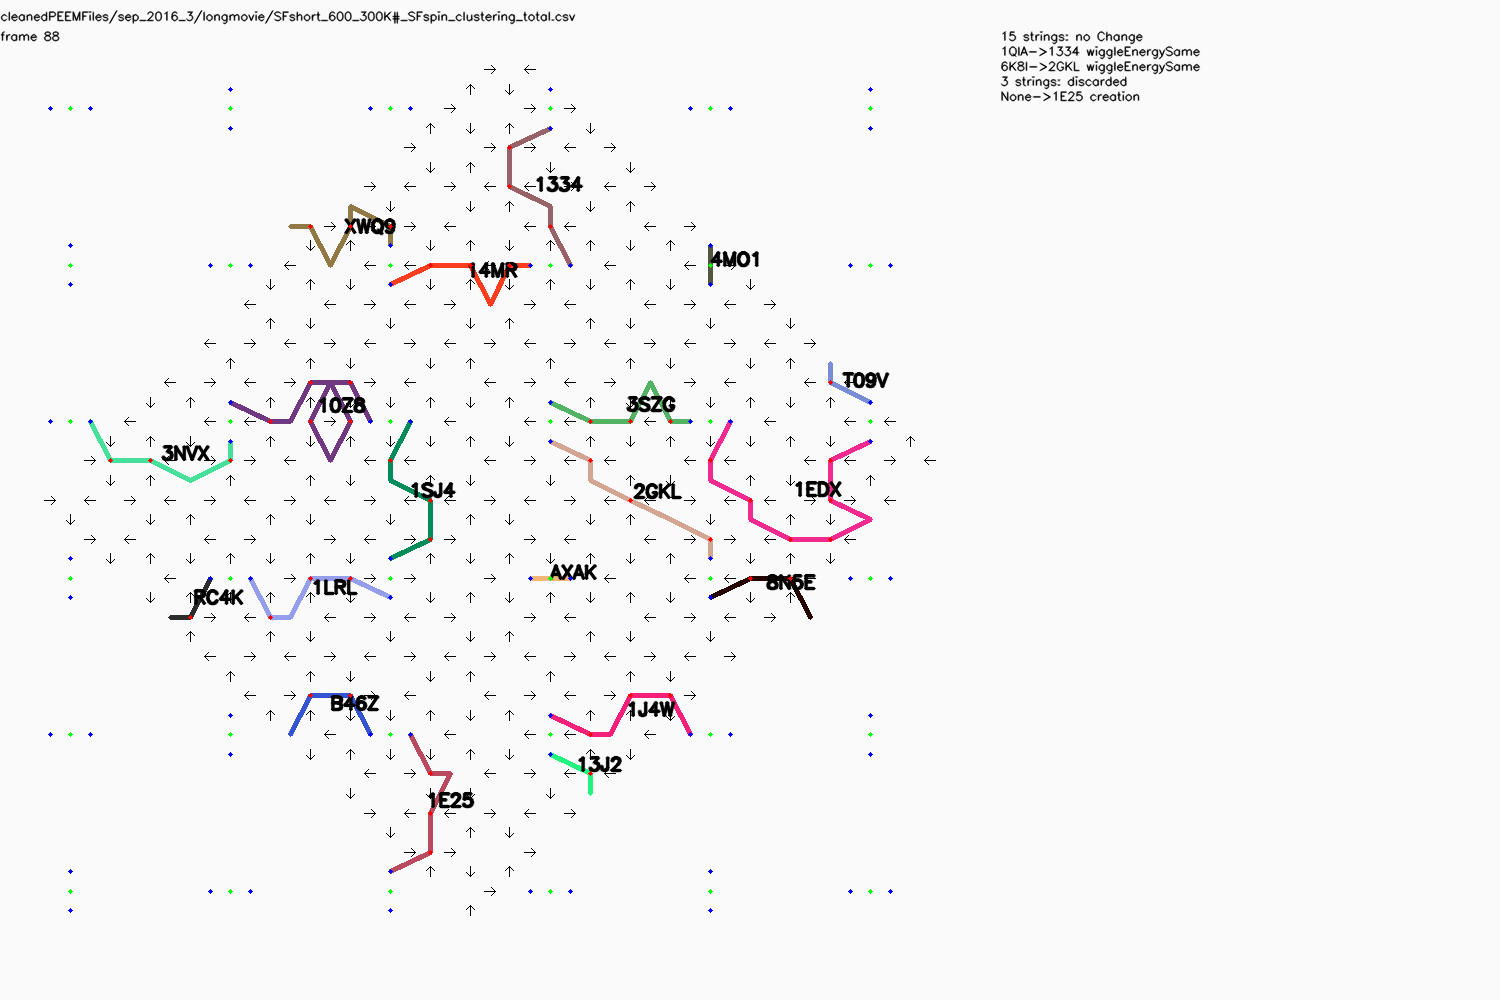 cleanedPEEMFiles/sep_2016_3/longmovie/SFshort_600_300K#_SFspin_clustering_total.csv
frame 88
15 strings: no Change
1QIA->1334 wiggleEnergySame
6K8I->2GKL wiggleEnergySame
3 strings: discarded
None->1E25 creation
1334
XWQ9
4MO1
14MR
T09V
10Z8
3SZG
3NVX
1SJ4
2GKL
1EDX
AXAK
1LRL
8N5E
RC4K
B46Z
1J4W
13J2
1E25